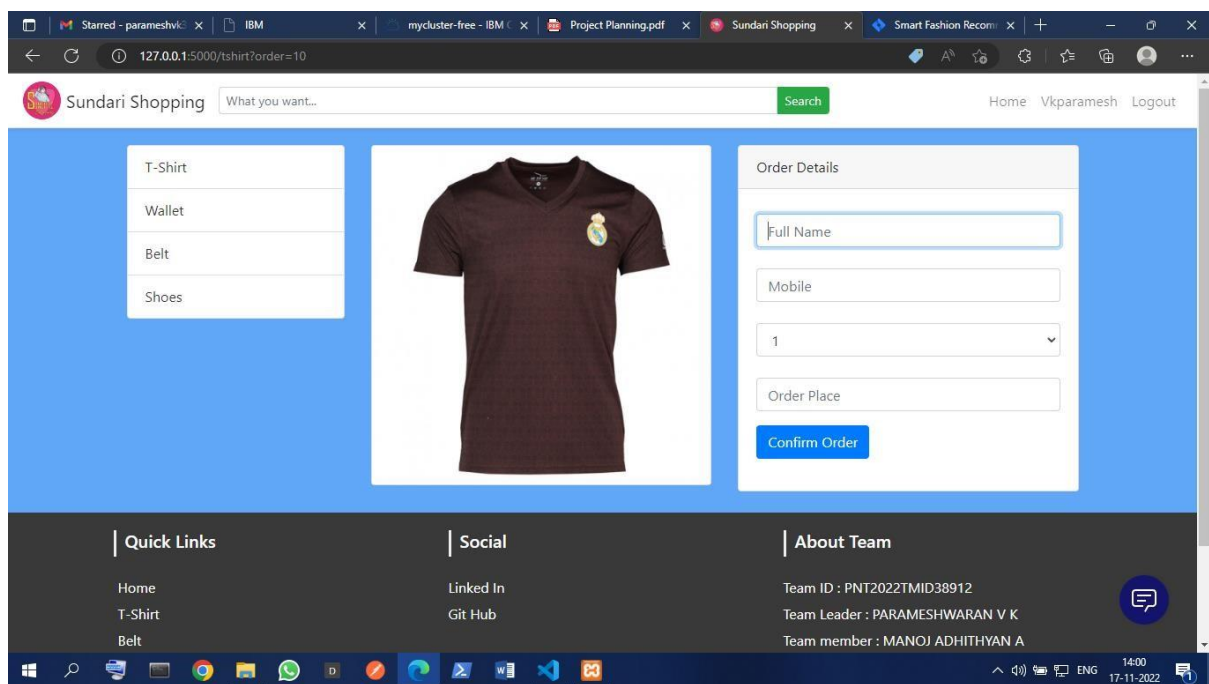 Starred - parameshvk
IBM
mycluster-free - IBM
Project Planning.pdf
Sundari Shopping
Smart Fashion Recom
127.0.0.1:5000/tshirt?order=10
Sundari Shopping
What you want...
Search
Home Vkparamesh Logout
T-Shirt
Wallet
Belt
Shoes
Order Details
Full Name
Mobile
1
Order Place
Confirm Order
Quick Links
Home
T-Shirt
Belt
Social
Linked In
Git Hub
About Team
Team ID : PNT2022TMID38912
Team Leader : PARAMESHWARAN V K
Team member : MANOJ ADHITHYAN A
ENG
14:00
17-11-2022